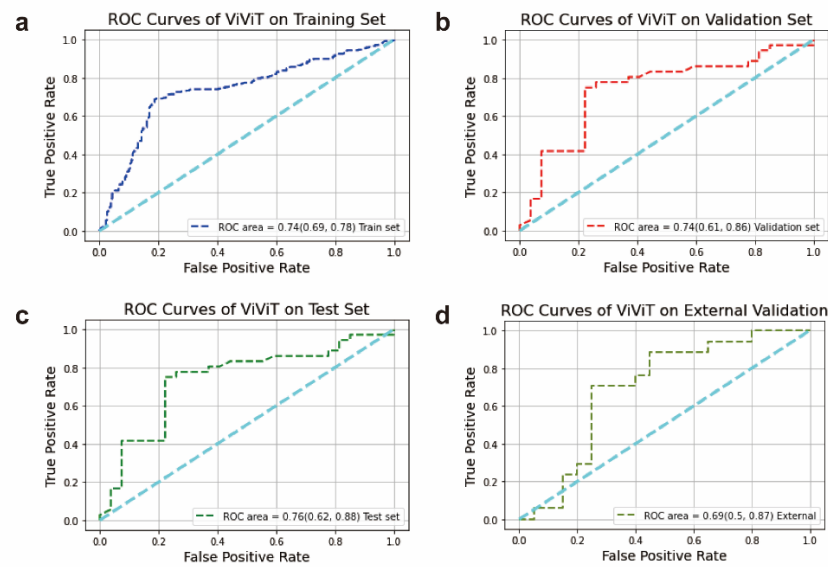 a
ROC Curves of ViViT on Training Set
True Positive Rate
1.0
0.8
0.6
0.4
0.2
0.0
0.0 0.2 0.4 0.6 0.8 1.0
False Positive Rate
ROC area = 0.74(0.69, 0.78) Train set
b
ROC Curves of ViViT on Validation Set
True Positive Rate
1.0
0.8
0.6
0.4
0.2
0.0
0.0 0.2 0.4 0.6 0.8 1.0
False Positive Rate
ROC area = 0.74(0.61, 0.86) Validation set
c
ROC Curves of ViViT on Test Set
True Positive Rate
1.0
0.8
0.6
0.4
0.2
0.0
0.0 0.2 0.4 0.6 0.8 1.0
False Positive Rate
ROC area = 0.76(0.62, 0.88) Test set
d
ROC Curves of ViViT on External Validation
True Positive Rate
1.0
0.8
0.6
0.4
0.2
0.0
0.0 0.2 0.4 0.6 0.8 1.0
False Positive Rate
ROC area = 0.69(0.5, 0.87) External